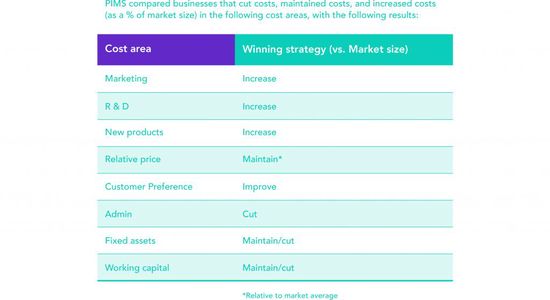 PIMS compared businesses that cut costs, maintained costs, and increased costs
(as a % of market size) in the following cost areas, with the following results:
Cost area Winning strategy (vs. Market size)
Marketing Increase
R & D Increase
New products Increase
Relative price Maintain*
Customer Preference Improve
Admin Cut
Fixed assets Maintain/cut
Working capital Maintain/cut
*Relative to market average